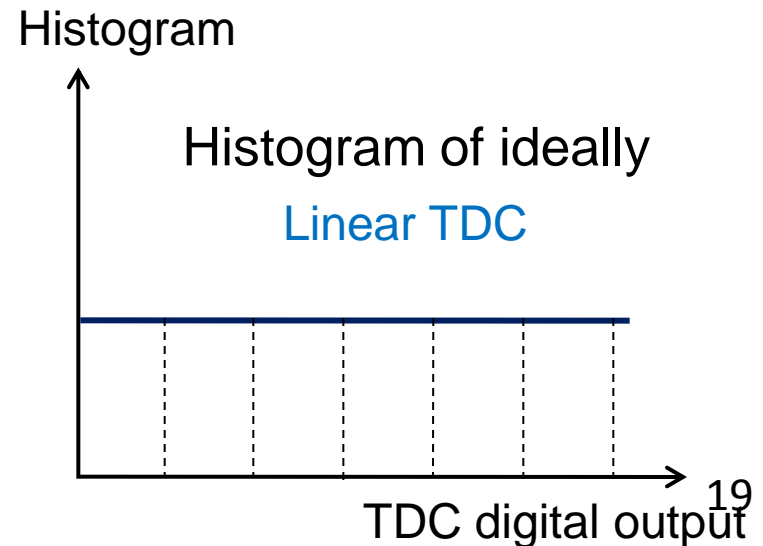 Histogram
Histogram of ideally
Linear TDC
19
TDC digital output